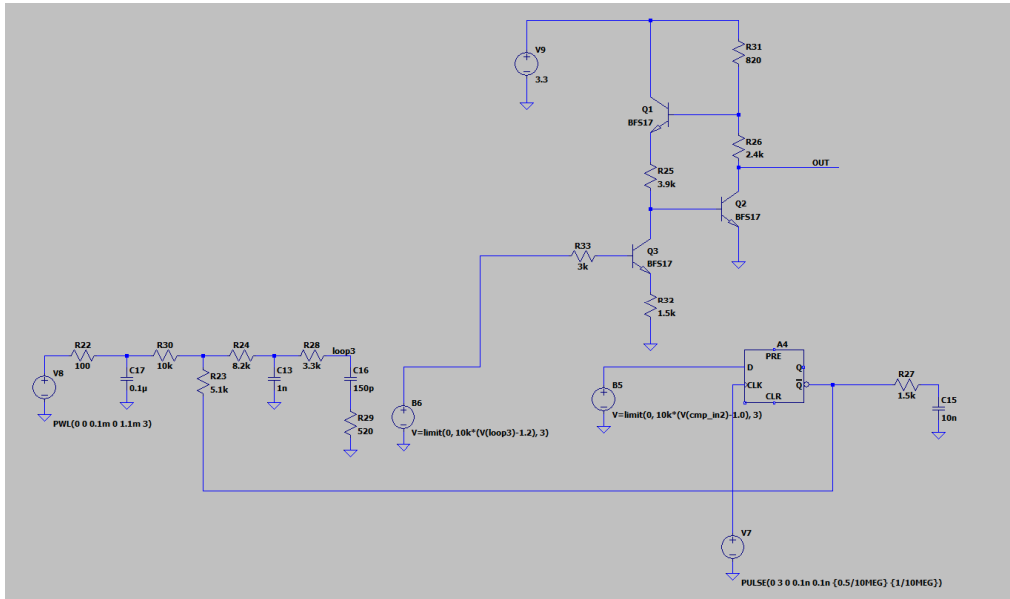 V9
3.3
R31
820
Q1
BFS17
R26
2.4k
OUT
R25
3.9k
Q2
BFS17
R33
3k
Q3
BFS17
R32
1.5k
R22
100
R30
10k
R24
8.2k
R28
3.3k
loop3
C17
0.1µ
R23
5.1k
C13
1n
C16
150p
V8
PWL(0 0 0.1m 0 1.1m 3)
R29
520
B6
V=limit(0, 10k*(V(loop3)-1.2), 3)
B5
V=limit(0, 10k*(V(cmp_in2)-1.0), 3)
A4
PRE
D
Q
CLK
Q
CLR
R27
1.5k
C15
10n
V7
PULSE(0 3 0 0.1n 0.1n {0.5/10MEG} {1/10MEG})